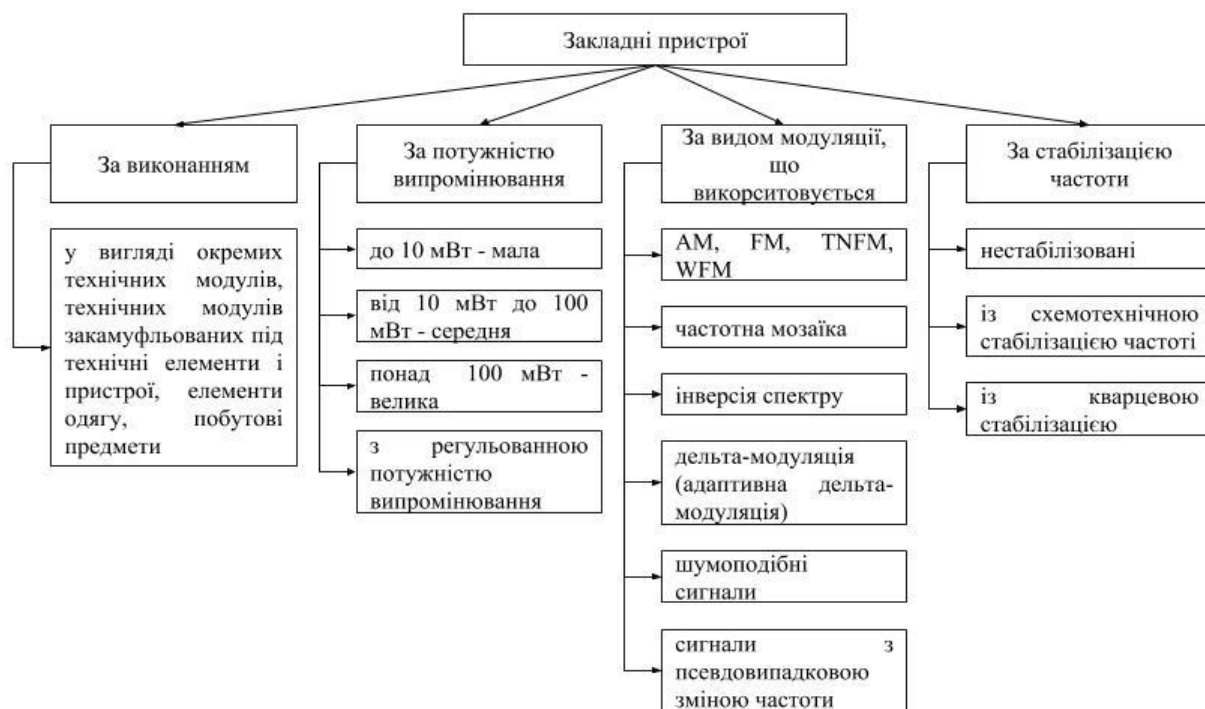 Закладні пристрої
За виконанням
у вигляді окремих
технічних модулів,
технічних модулів
закамуфльованих під
технічні елементи і
пристрої, елементи
одягу, побутові
предмети
За потужністю
випромінювання
до 10 мВт - мала
від 10 мВт до 100
мВт - середня
понад 100 мВт -
велика
з регульованною
потужністю
випромінювання
За видом модуляції,
що
викорситовується
AM, FM, TNFM,
WFM
частотна мозаїка
інверсія спектру
дельта-модуляція
(адаптивна дельта-
модуляція)
шумоподібні
сигнали
сигнали з
псевдовипадковою
зміною частоти
За стабілізацією
частоти
нестабілізовані
із схемотехнічною
стабілізацією частоті
із кварцевою
стабілізацією